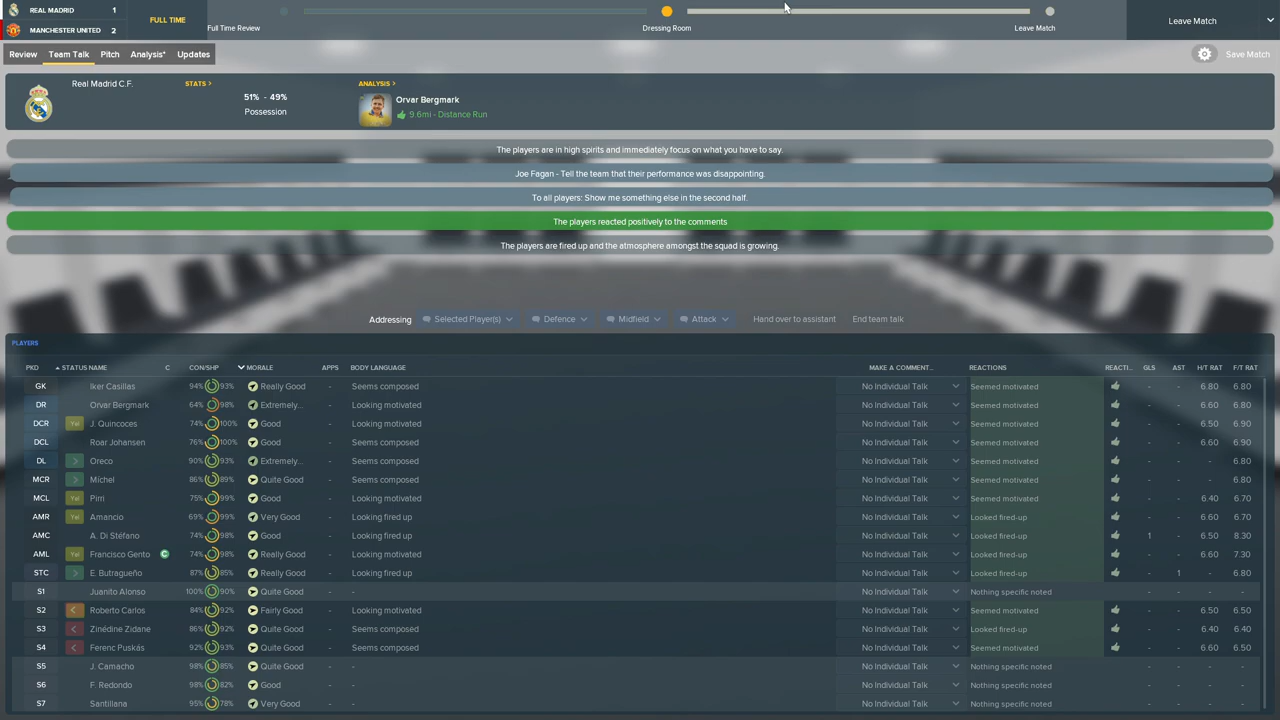 REAL MADRID 1
MANCHESTER UNITED 2
FULL TIME
Full Time Review
Dressing Room
Leave Match
Leave Match
Review Team Talk Pitch Analysis* Updates
Save Match
Real Madrid C.F.
STATS >
51% - 49%
Possession
ANALYSIS >
Orvar Bergmark
9.6mi - Distance Run
The players are in high spirits and immediately focus on what you have to say.
Joe Fagan - Tell the team that their performance was disappointing.
To all players: Show me something else in the second half.
The players reacted positively to the comments
The players are fired up and the atmosphere amongst the squad is growing.
Addressing Selected Player(s) Defence Midfield Attack Hand over to assistant End team talk
PLAYERS
PKD STATUS NAME C CON/SHP MORALE APPS BODY LANGUAGE MAKE A COMMENT... REACTIONS REACTI... GLS AST H/T RAT F/T RAT
GK Iker Casillas 94% 93% Really Good - Seems composed No Individual Talk Seemed motivated - - 6.80 6.80
DR Orvar Bergmark 64% 98% Extremely... - Looking motivated No Individual Talk Seemed motivated - - 6.60 6.80
DCR Yel J. Quincoces 74% 100% Good - Looking motivated No Individual Talk Seemed motivated - - 6.50 6.90
DCL Roar Johansen 76% 100% Good - Seems composed No Individual Talk Seemed motivated - - 6.60 6.90
DL Oreco 90% 93% Extremely... - Seems composed No Individual Talk Seemed motivated - - - 6.80
MCR Míchel 86% 89% Quite Good - Seems composed No Individual Talk Seemed motivated - - - 6.80
MCL Yel Pirri 75% 99% Good - Looking motivated No Individual Talk Seemed motivated - - 6.40 6.70
AMR Yel Amancio 69% 99% Very Good - Looking fired up No Individual Talk Looked fired-up - - 6.60 6.70
AMC A. Di Stéfano 74% 98% Good - Looking fired up No Individual Talk Looked fired-up 1 - 6.50 8.30
AML Yel Francisco Gento C 74% 98% Really Good - Looking motivated No Individual Talk Looked fired-up - - 6.60 7.30
STC E. Butragueño 87% 85% Really Good - Looking fired up No Individual Talk Looked fired-up - 1 - 6.80
S1 Juanito Alonso 100% 90% Quite Good - - No Individual Talk Nothing specific noted - - - -
S2 Roberto Carlos 84% 92% Fairly Good - Looking motivated No Individual Talk Seemed motivated - - 6.50 6.50
S3 Zinédine Zidane 86% 92% Quite Good - Seems composed No Individual Talk Looked fired-up - - 6.40 6.40
S4 Ferenc Puskás 92% 93% Quite Good - Seems composed No Individual Talk Seemed motivated - - 6.60 6.50
S5 J. Camacho 98% 85% Quite Good - - No Individual Talk Nothing specific noted - - - -
S6 F. Redondo 98% 82% Good - - No Individual Talk Nothing specific noted - - - -
S7 Santillana 95% 78% Very Good - - No Individual Talk Nothing specific noted - - - -